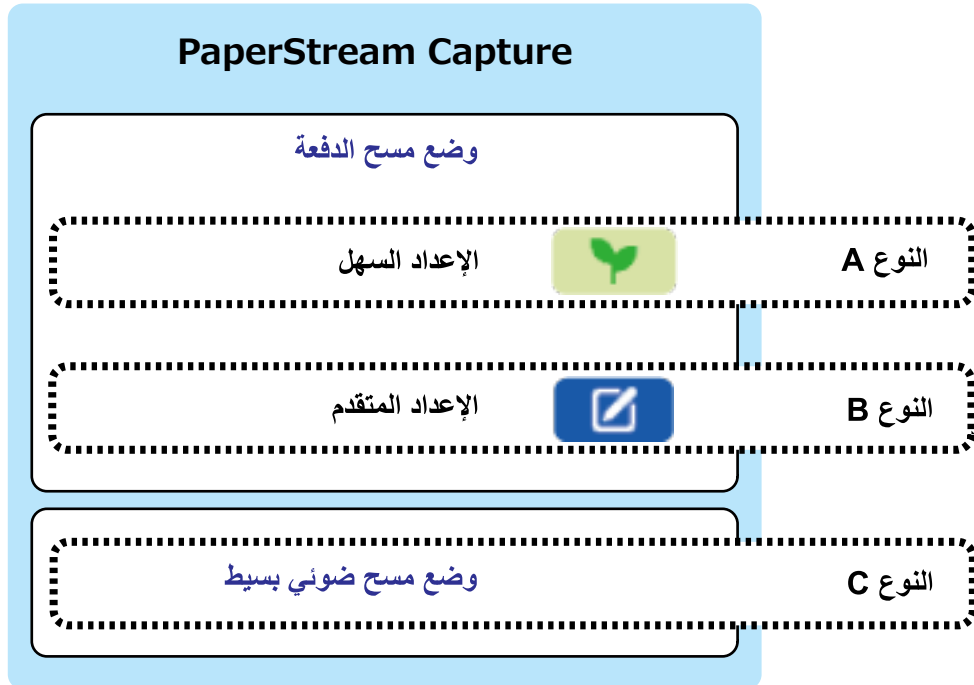 PaperStream Capture
وضع مسح الدفعة
النوع A
الإعداد السهل
النوع B
الإعداد المتقدم
النوع C
وضع مسح ضوئي بسيط